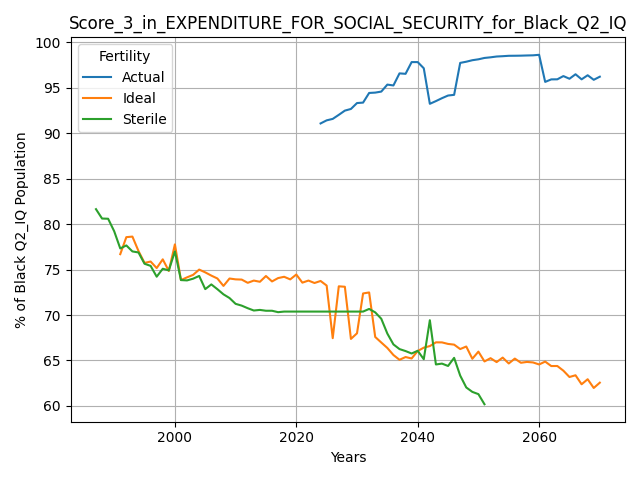 Score_3_in_EXPENDITURE_FOR_SOCIAL_SECURITY_for_Black_Q2_IQ
Fertility
Actual
Ideal
Sterile
% of Black Q2_IQ Population
100
95
90
85
80
75
70
65
60
2000
2020
2040
2060
Years